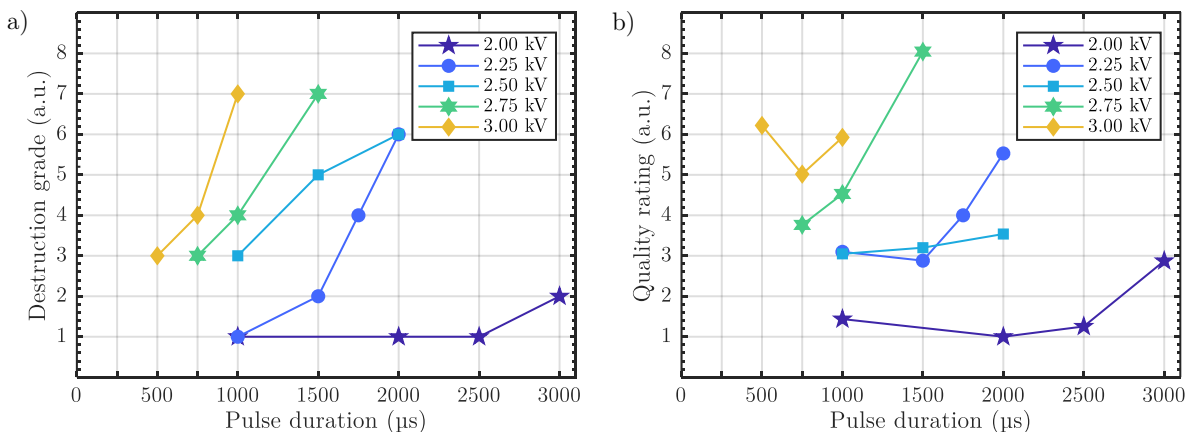 a)
Destruction grade (a.u.)
8
7
6
5
4
3
2
1
0
500
1000
1500
2000
2500
3000
Pulse duration (µs)
2.00 kV
2.25 kV
2.50 kV
2.75 kV
3.00 kV
b)
Quality rating (a.u.)
8
7
6
5
4
3
2
1
0
500
1000
1500
2000
2500
3000
Pulse duration (µs)
2.00 kV
2.25 kV
2.50 kV
2.75 kV
3.00 kV